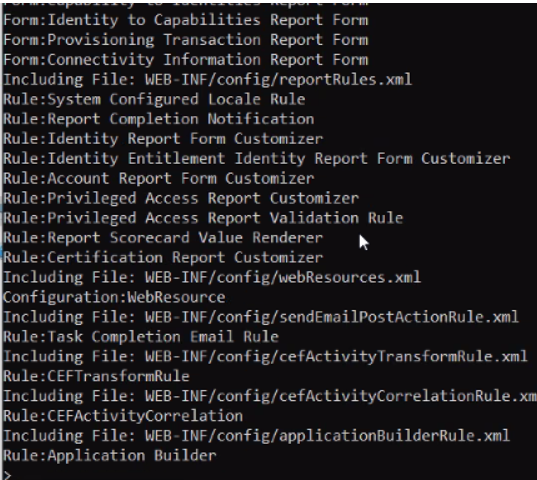 Form:Capability to Identities Report Form
Form:Identity to Capabilities Report Form
Form:Provisioning Transaction Report Form
Form:Connectivity Information Report Form
Including File: WEB-INF/config/reportRules.xml
Rule:System Configured Locale Rule
Rule:Report Completion Notification
Rule:Identity Report Form Customizer
Rule:Identity Entitlement Identity Report Form Customizer
Rule:Account Report Form Customizer
Rule:Privileged Access Report Customizer
Rule:Privileged Access Report Validation Rule
Rule:Report Scorecard Value Renderer
Rule:Certification Report Customizer
Including File: WEB-INF/config/webResources.xml
Configuration:WebResource
Including File: WEB-INF/config/sendEmailPostActionRule.xml
Rule:Task Completion Email Rule
Including File: WEB-INF/config/cefActivityTransformRule.xml
Rule:CEFTransformRule
Including File: WEB-INF/config/cefActivityCorrelationRule.xm
Rule:CEFActivityCorrelation
Including File: WEB-INF/config/applicationBuilderRule.xml
Rule:Application Builder
>